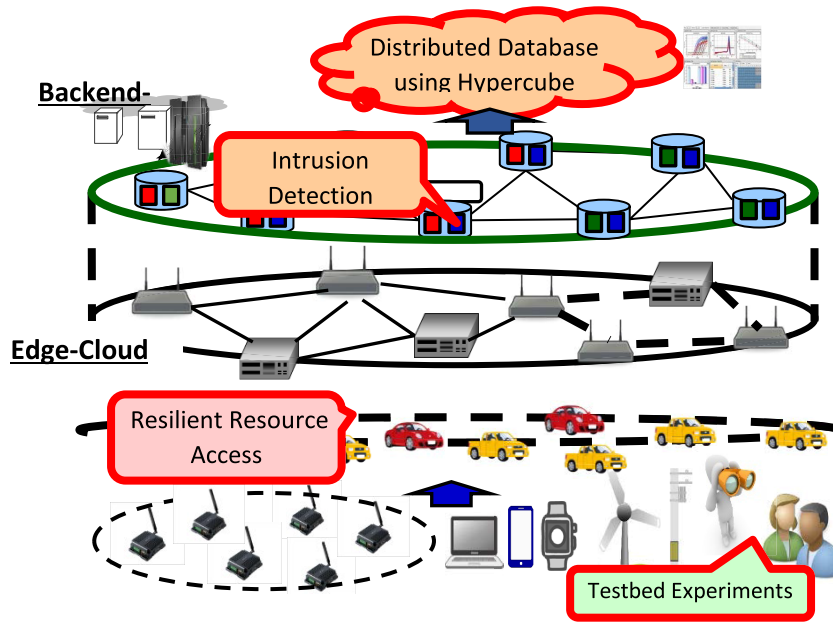 Distributed Database
using Hypercube
Backend-
Intrusion
Detection
Edge-Cloud
Resilient Resource
Access
Testbed Experiments